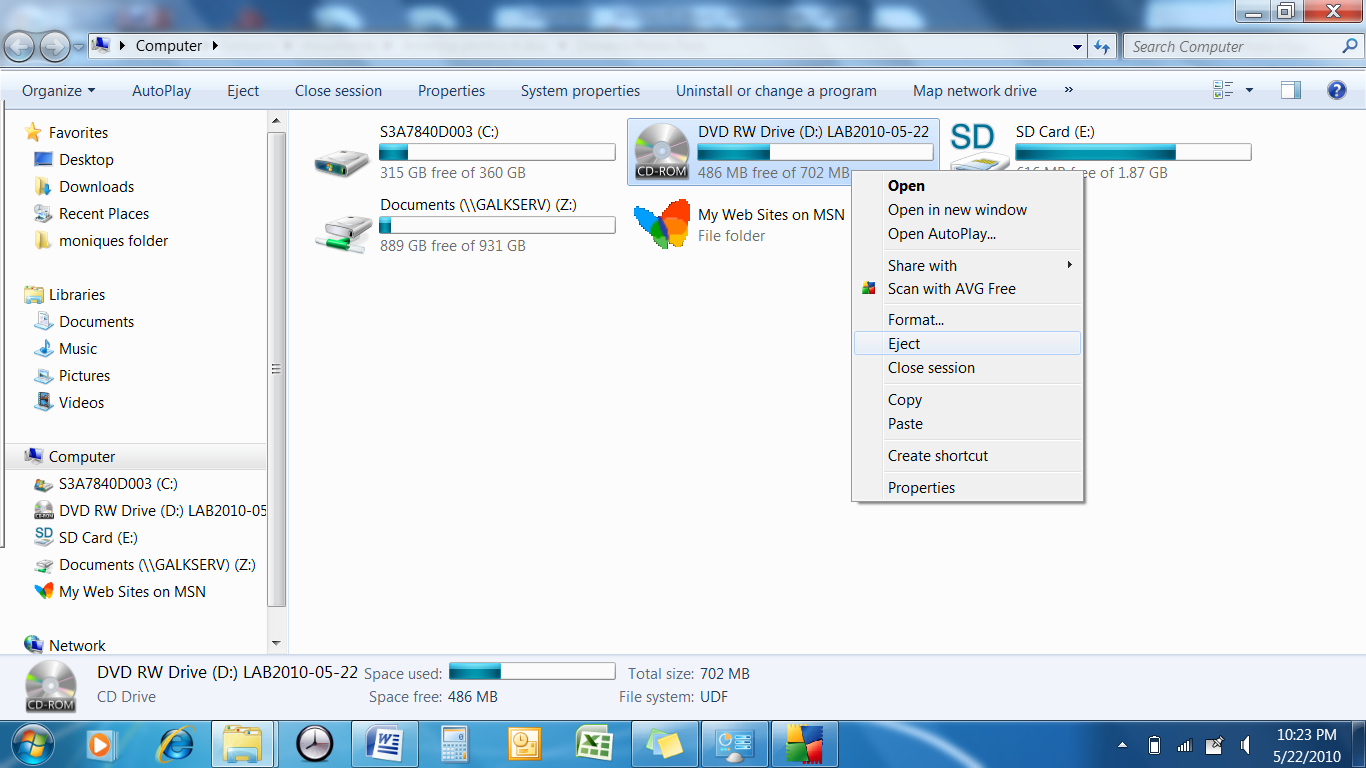 Computer
Search Computer
Organize AutoPlay Eject Close session Properties System properties Uninstall or change a program Map network drive »
Favorites
Desktop
Downloads
Recent Places
moniques folder
Libraries
Documents
Music
Pictures
Videos
Computer
S3A7840D003 (C:)
DVD RW Drive (D:) LAB2010-05
SD Card (E:)
Documents (\\GALKSERV) (Z:)
My Web Sites on MSN
Network
S3A7840D003 (C:)
315 GB free of 360 GB
CD-ROM
DVD RW Drive (D:) LAB2010-05-22
486 MB free of 702 MB
SD
SD Card (E:)
616 MB free of 1.87 GB
Documents (\\GALKSERV) (Z:)
889 GB free of 931 GB
My Web Sites on MSN
File folder
Open
Open in new window
Open AutoPlay...
Share with
Scan with AVG Free
Format...
Eject
Close session
Copy
Paste
Create shortcut
Properties
CD-ROM
DVD RW Drive (D:) LAB2010-05-22 Space used: Total size: 702 MB
CD Drive Space free: 486 MB File system: UDF
10:23 PM
5/22/2010